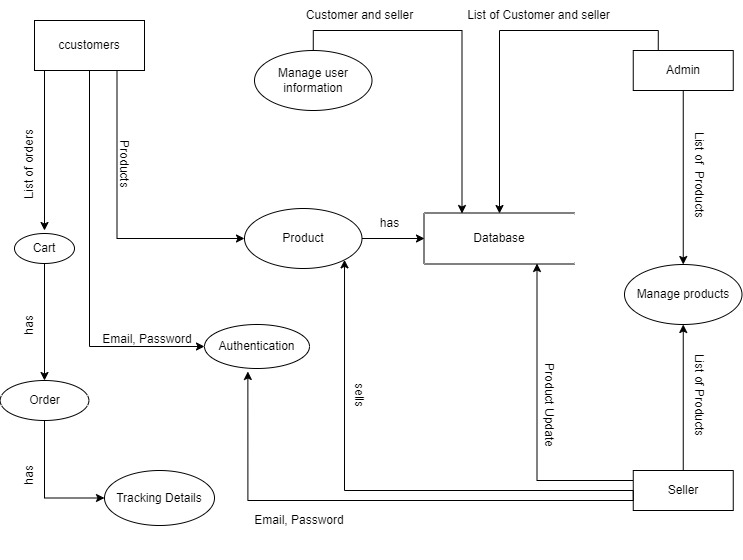 Customer and seller
List of Customer and seller
ccustomers
Manage user
information
Admin
List of orders
Products
List of Products
has
Cart
Product
Database
Manage products
has
Email, Password
Authentication
Order
sells
Product Update
List of Products
has
Tracking Details
Seller
Email, Password